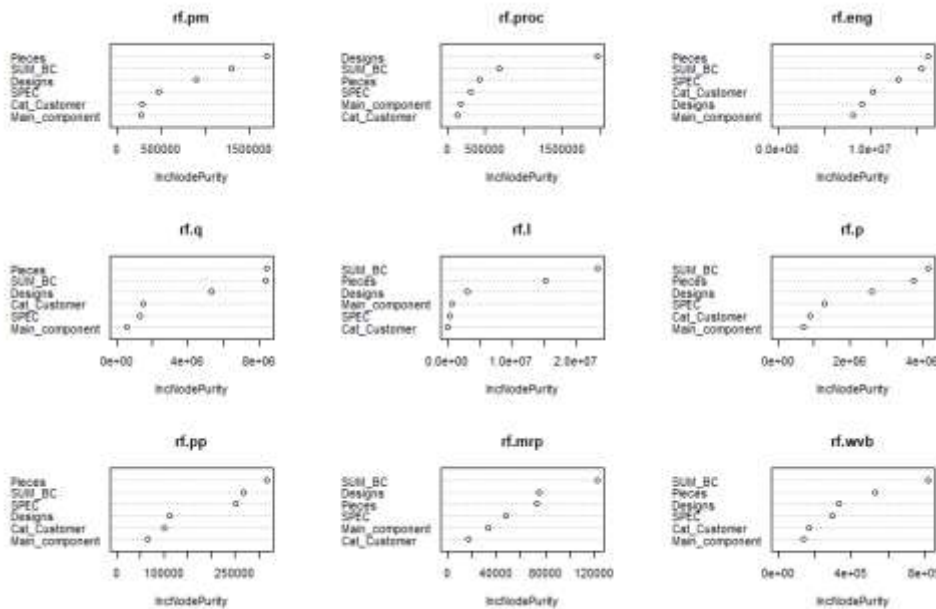 rf.pm
Pieces
SUM_BC
Designs
SPEC
Cat_Customer
Main_component
0 500000 1500000
IncNodePurity
rf.proc
Designs
SUM_BC
Pieces
SPEC
Main_component
Cat_Customer
0 500000 1500000
IncNodePurity
rf.eng
Pieces
SUM_BC
SPEC
Cat_Customer
Designs
Main_component
0.0e+00 1.0e+07
IncNodePurity
rf.q
Pieces
SUM_BC
Designs
Cat_Customer
SPEC
Main_component
0e+00 4e+06 8e+06
IncNodePurity
rf.l
SUM_BC
Pieces
Designs
Main_component
SPEC
Cat_Customer
0.0e+00 1.0e+07 2.0e+07
IncNodePurity
rf.p
SUM_BC
Pieces
Designs
SPEC
Cat_Customer
Main_component
0e+00 2e+06 4e+06
IncNodePurity
rf.pp
Pieces
SUM_BC
SPEC
Designs
Cat_Customer
Main_component
0 100000 250000
IncNodePurity
rf.mrp
SUM_BC
Designs
Pieces
SPEC
Main_component
Cat_Customer
0 40000 80000 120000
IncNodePurity
rf.wvb
SUM_BC
Pieces
Designs
SPEC
Cat_Customer
Main_component
0e+00 4e+05 8e+05
IncNodePurity